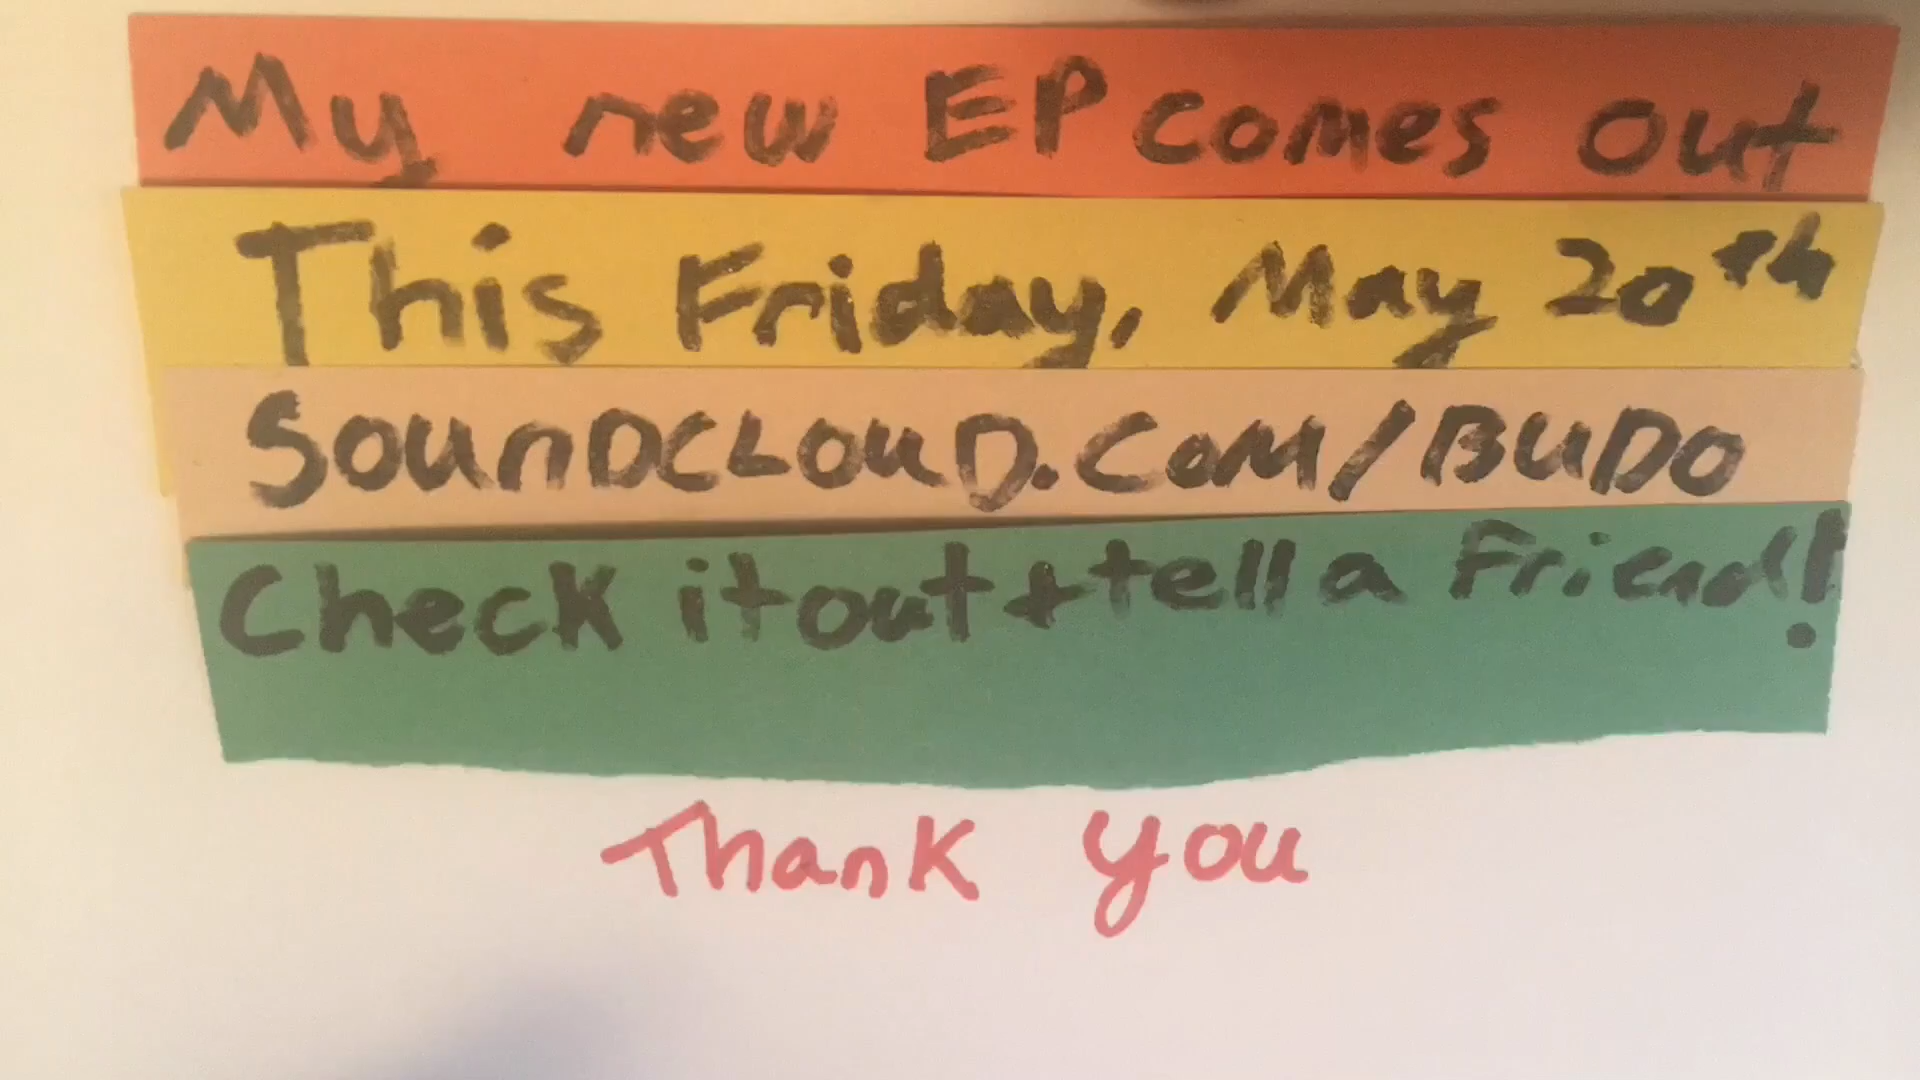 My new EP comes out
This Friday, May 20th
SOUNDCLOUD.COM/BUDO
Check it out + tell a friend!
Thank you